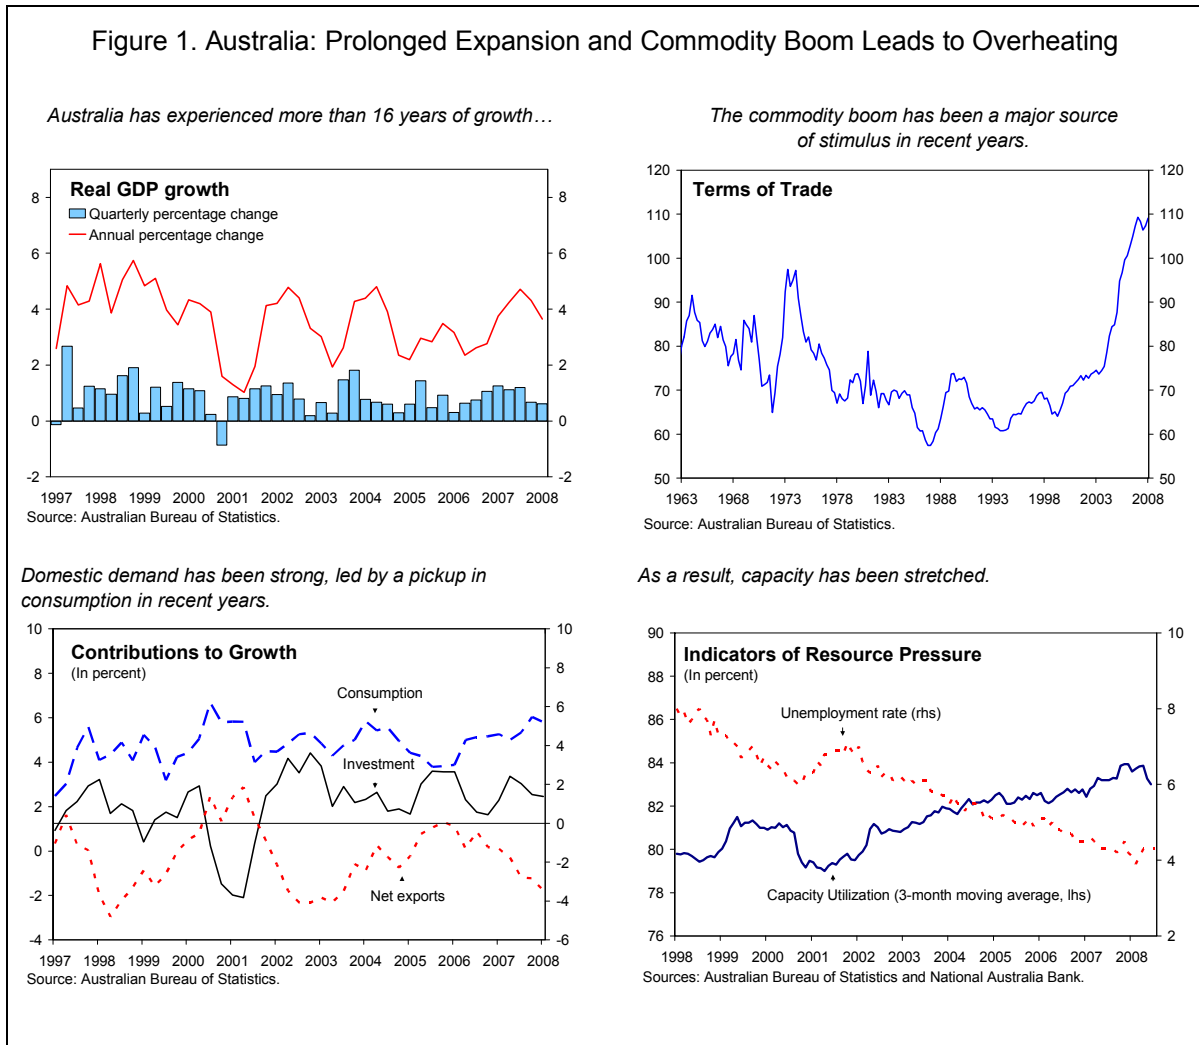 Figure 1. Australia: Prolonged Expansion and Commodity Boom Leads to Overheating
Australia has experienced more than 16 years of growth…
Real GDP growth
Quarterly percentage change
Annual percentage change
8
6
4
2
0
-2
8
6
4
2
0
-2
1997 1998 1999 2000 2001 2002 2003 2004 2005 2006 2007 2008
Source: Australian Bureau of Statistics.
The commodity boom has been a major source
of stimulus in recent years.
Terms of Trade
120
110
100
90
80
70
60
50
120
110
100
90
80
70
60
50
1963 1968 1973 1978 1983 1988 1993 1998 2003 2008
Source: Australian Bureau of Statistics.
Domestic demand has been strong, led by a pickup in
consumption in recent years.
Contributions to Growth
(In percent)
Consumption
Investment
Net exports
10
8
6
4
2
0
-2
-4
10
8
6
4
2
0
-2
-4
-6
1997 1998 1999 2000 2001 2002 2003 2004 2005 2006 2007 2008
Source: Australian Bureau of Statistics.
As a result, capacity has been stretched.
Indicators of Resource Pressure
(In percent)
Unemployment rate (rhs)
Capacity Utilization (3-month moving average, lhs)
90
88
86
84
82
80
78
76
10
8
6
4
2
1998 1999 2000 2001 2002 2003 2004 2005 2006 2007 2008
Sources: Australian Bureau of Statistics and National Australia Bank.